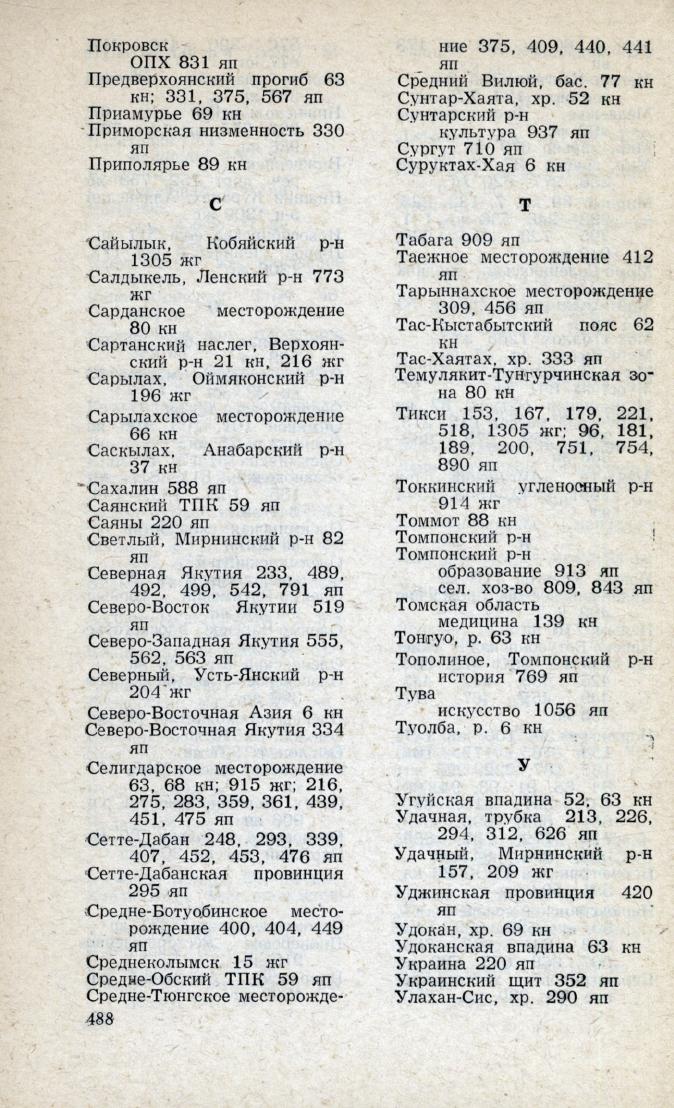 Покровск
ОПХ 831 яп
Предверхоянский прогиб 63
кн; 331, 375, 567 яп
Приамурье 69 кн
Приморская низменность 330
яп
Приполярье 89 кн
С
Сайылык, Кобяйский р-н
1305 жг
Салдыкель, Ленский р-н 773
жг
Сарданское месторождение
80 кн
Сартанский наслег, Верхоян-
ский р-н 21 кн, 216 жг
Сарылах, Оймяконский р-н
196 жг
Сарылахское месторождение
66 кн
Саскылах, Анабарский р-н
37 кн
Сахалин 588 яп
Саянский ТПК 59 яп
Саяны 220 яп
Светлый, Мирнинский р-н 82
яп
Северная Якутия 233, 489,
492, 499, 542, 791 яп
Северо-Восток Якутии 519
яп
Северо-Западная Якутия 555,
562, 563 яп
Северный, Усть-Янский р-н
204 жг
Северо-Восточная Азия 6 кн
Северо-Восточная Якутия 334
яп
Селигдарское месторождение
63, 68 кн; 915 жг; 216,
275, 283, 359, 361, 439,
451, 475 яп
Сетте-Дабан 248, 293, 339,
407, 452, 453, 476 яп
Сетте-Дабанская провинция
295 яп
Средне-Ботуобинское место-
рождение 400, 404, 449
яп
Среднеколымск 15 жг
Средне-Обский ТПК 59 яп
Средне-Тюнгское месторожде-
488
ние 375, 409, 440, 441
яп
Средний Вилюй, бас. 77 кн
Сунтар-Хаята, хр. 52 кн
Сунтарский р-н
культура 937 яп
Сургут 710 яп
Суруктах-Хая 6 кн
Т
Табага 909 яп
Таежное месторождение 412
яп
Тарыннахское месторождение
309, 456 яп
Тас-Кыстабытский пояс 62
кн
Тас-Хаятах, хр. 333 яп
Темулякит-Тунгурчинская зо-
на 80 кн
Тикси 153, 167, 179, 221,
518, 1305 жг; 96, 181,
189, 200, 751, 754,
890 яп
Токкинский угленосный р-н
914 жг
Томмот 88 кн
Томпонский р-н
Томпонский р-н
образование 913 яп
сел. хоз-во 809, 843 яп
Томская область
медицина 139 кн
Тонгуо, р. 63 кн
Тополиное, Томпонский р-н
история 769 яп
Тува
искусство 1056 яп
Туолба, р. 6 кн
У
Угуйская впадина 52, 63 кн
Удачная, трубка 213, 226,
294, 312, 626 яп
Удачный, Мирнинский р-н
157, 209 жг
Уджинская провинция 420
яп
Удокан, хр. 69 кн
Удоканская впадина 63 кн
Украина 220 яп
Украинский щит 352 яп
Улахан-Сис, хр. 290 яп